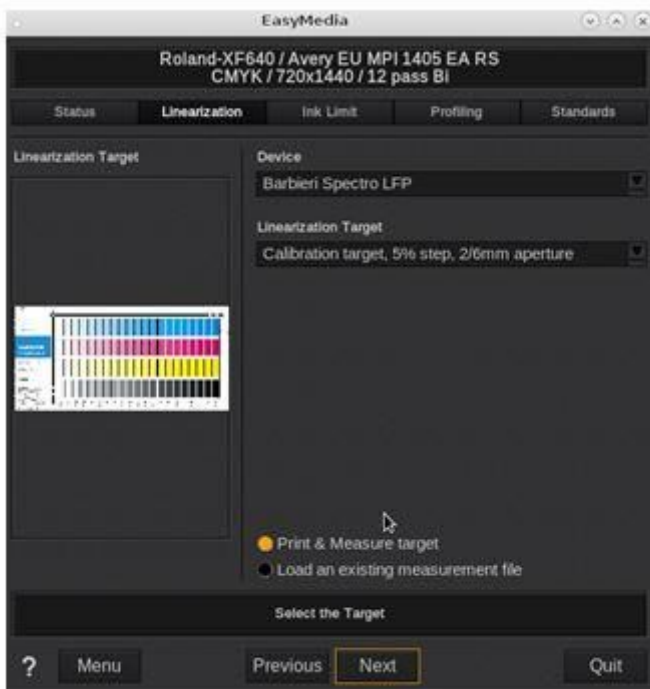 EasyMedia
Roland-XF640 / Avery EU MPI 1405 EA RS
CMYK / 720x1440 / 12 pass Bi
Status Linearization Ink Limit Profiling Standards
Linearization Target
Device
Barbieri Spectro LFP
Linearization Target
Calibration target, 5% step, 2/6mm aperture
Print & Measure target
Load an existing measurement file
Select the Target
? Menu Previous Next Quit